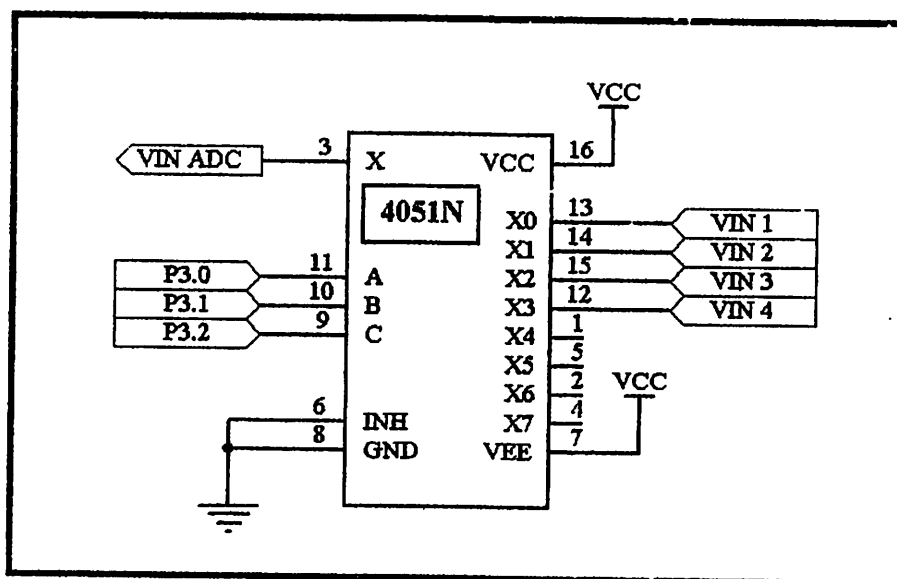 VCC
VIN ADC
3
X
VCC
16
4051N
X0
13
VIN 1
X1
14
VIN 2
P3.0
11
A
X2
15
VIN 3
P3.1
10
B
X3
12
VIN 4
P3.2
9
C
X4
1
X5
5
X6
2
VCC
6
INH
X7
4
8
GND
VEE
7